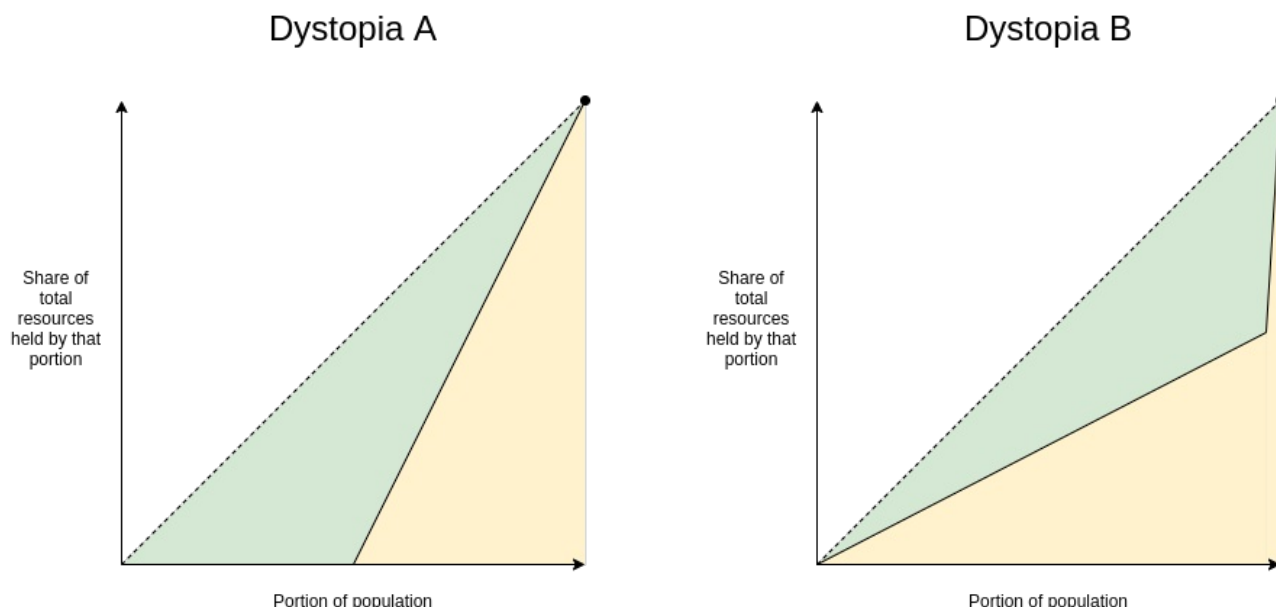 Dystopia A
Share of
total
resources
held by that
portion
Portion of population
Dystopia B
Share of
total
resources
held by that
portion
Portion of population